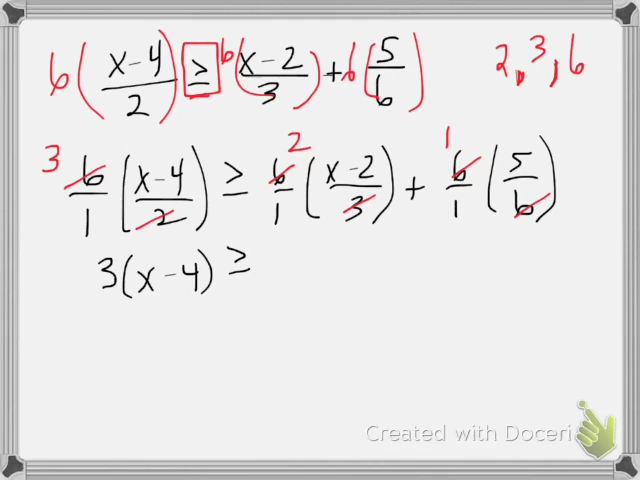 6(x-4/2) ≥ 6(x-2/3) + 6(5/6) 2, 3, 6
3 2 1
6/1 (x-4/2) ≥ 6/1 (x-2/3) + 6/1 (5/6)
3(x-4) ≥
Created with Doceri